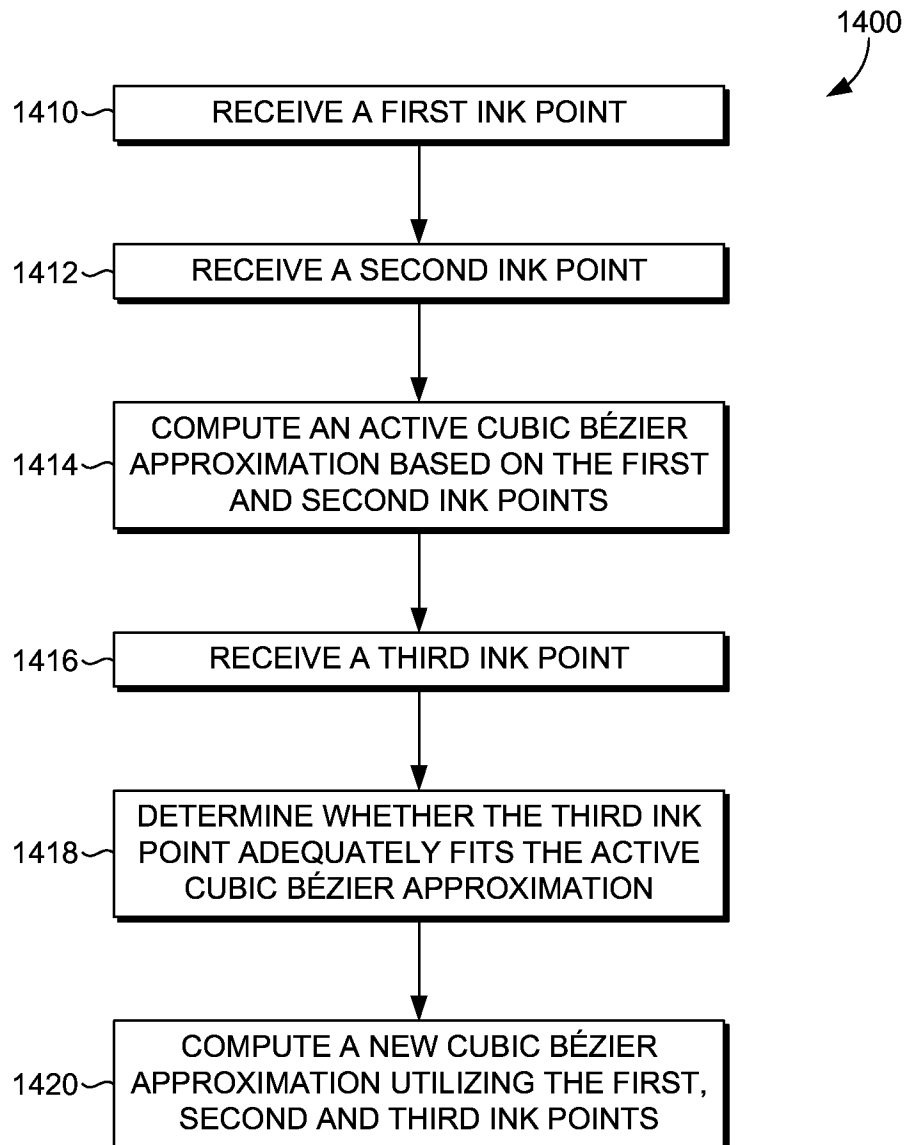 1400
1410
RECEIVE A FIRST INK POINT
1412
RECEIVE A SECOND INK POINT
1414
COMPUTE AN ACTIVE CUBIC BÉZIER
APPROXIMATION BASED ON THE FIRST
AND SECOND INK POINTS
1416
RECEIVE A THIRD INK POINT
1418
DETERMINE WHETHER THE THIRD INK
POINT ADEQUATELY FITS THE ACTIVE
CUBIC BÉZIER APPROXIMATION
1420
COMPUTE A NEW CUBIC BÉZIER
APPROXIMATION UTILIZING THE FIRST,
SECOND AND THIRD INK POINTS